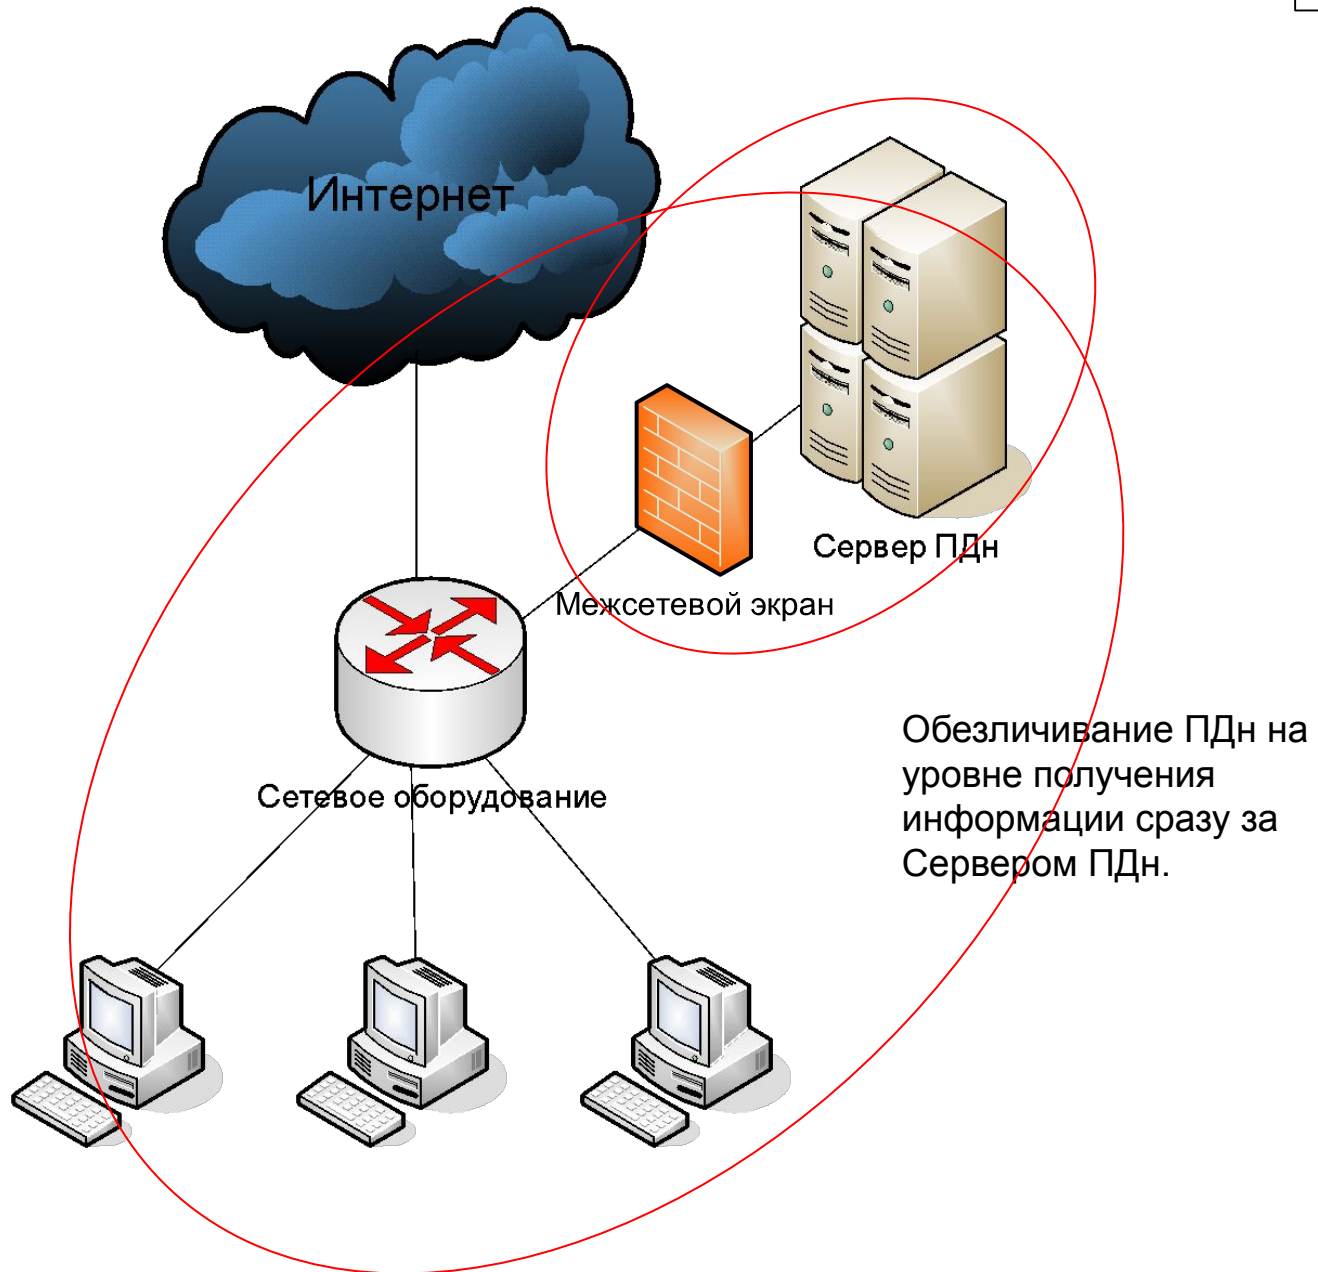 Интернет
Сервер ПДн
Межсетевой экран
Обезличивание ПДн на
уровне получения
информации сразу за
Сервером ПДн.
Сетевое оборудование